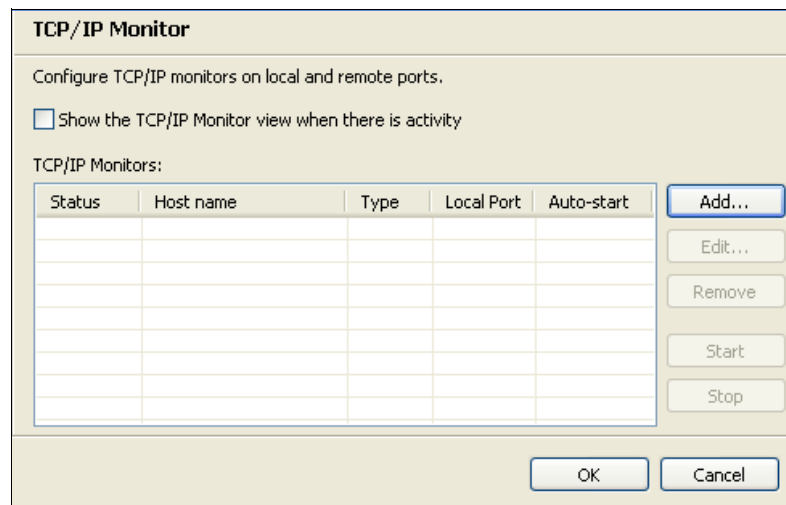 TCP/IP Monitor
Configure TCP/IP monitors on local and remote ports.
Show the TCP/IP Monitor view when there is activity
TCP/IP Monitors:
Status Host name Type Local Port Auto-start
Add...
Edit...
Remove
Start
Stop
OK Cancel